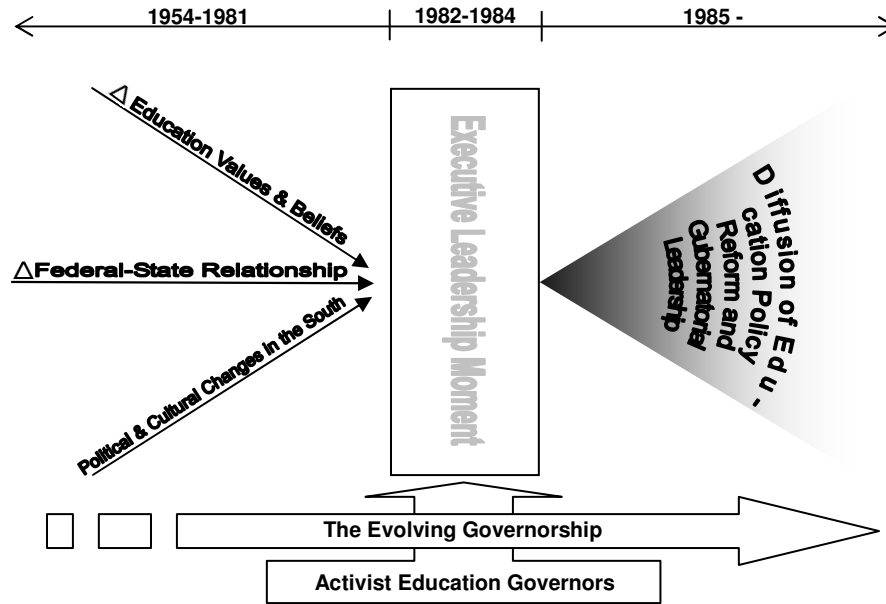 1954-1981
1982-1984
1985 -
△ Education Values & Beliefs
△Federal-State Relationship
Political & Cultural Changes in the South
Executive Leadership Moment
Diffusion of Edu-
cation Policy
Reform and
Gubernatorial
Leadership
The Evolving Governorship
Activist Education Governors